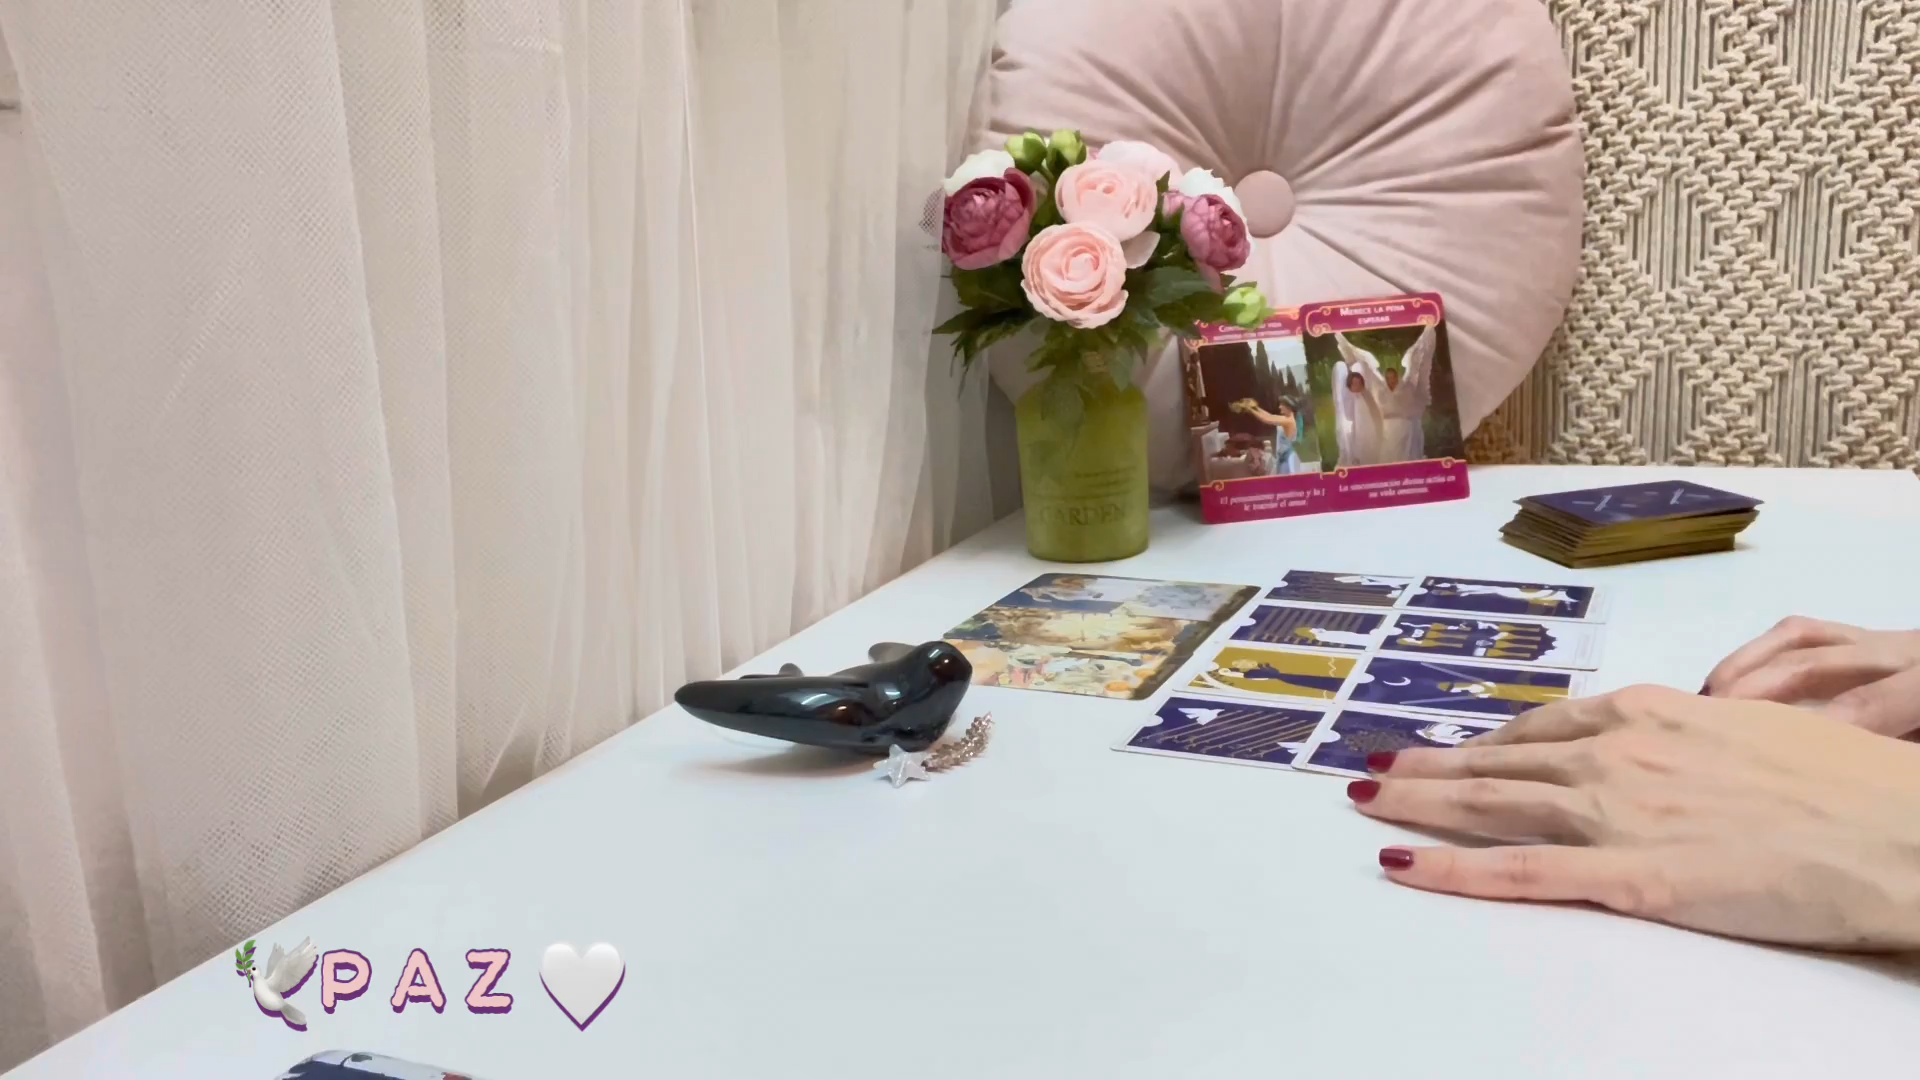 MERECE LA PENA
ESPERAR
El pensamiento positivo y la
le traerán el amor.
La sincronización divina actúa en
su vida amorosa.
GARDEN
PAZ